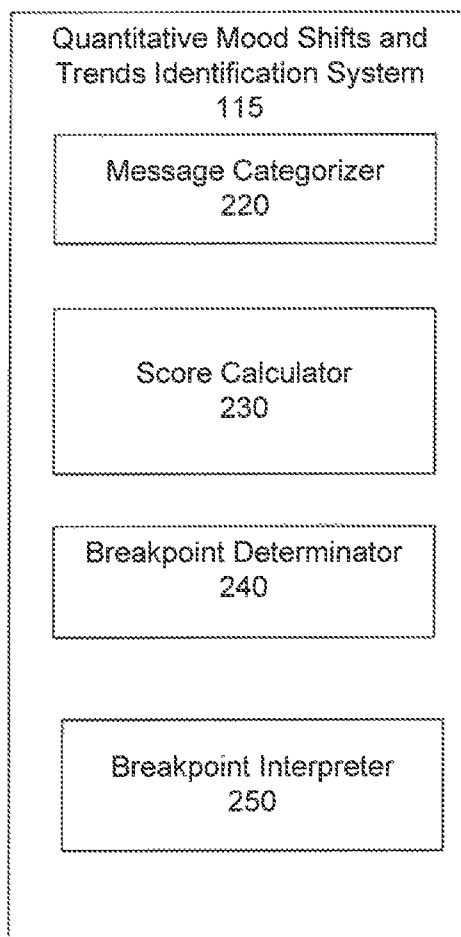 Quantitative Mood Shifts and
Trends Identification System
115
Message Categorizer
220
Score Calculator
230
Breakpoint Determinator
240
Breakpoint Interpreter
250